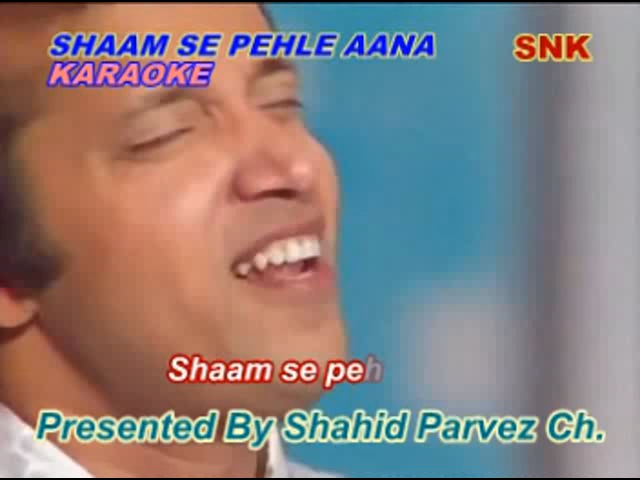 SHAAM SE PEHLE AANA SNK
KARAOKE
Shaam se peh
Presented By Shahid Parvez Ch.